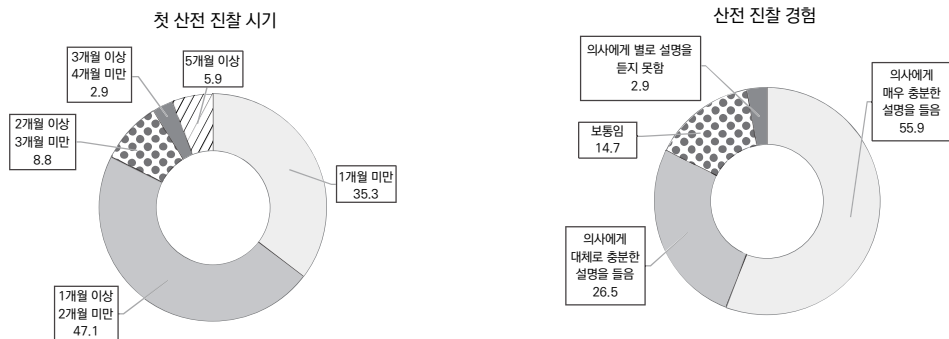 첫 산전 진찰 시기
3개월 이상
4개월 미만
2.9
5개월 이상
5.9
2개월 이상
3개월 미만
8.8
1개월 미만
35.3
1개월 이상
2개월 미만
47.1
산전 진찰 경험
의사에게 별로 설명을
듣지 못함
2.9
의사에게
매우 충분한
설명을 들음
55.9
보통임
14.7
의사에게
대체로 충분한
설명을 들음
26.5